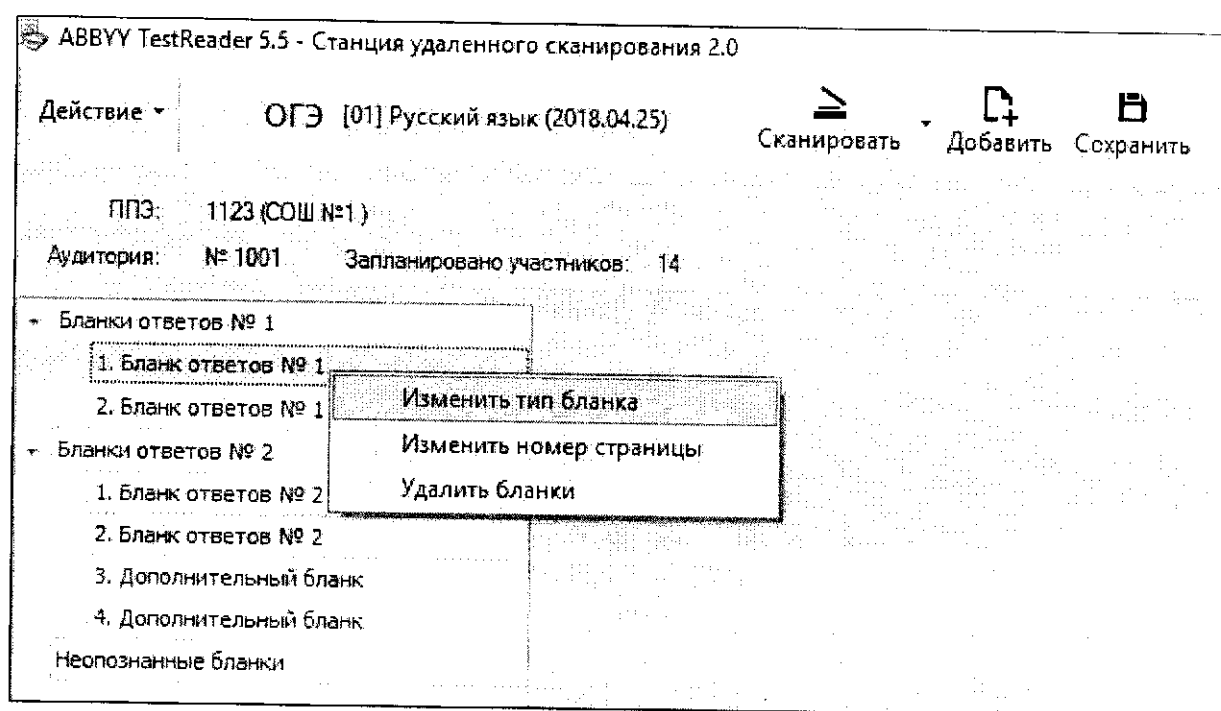 ABBYY TestReader 5.5 - Станция удаленного сканирования 2.0
Действие
ОГЭ [01] Русский язык (2018.04.25)
Сканировать
Добавить
Сохранить
ППЭ: 1123 (СОШ №1 )
Аудитория: № 1001 Запланировано участников: 14
Бланки ответов № 1
1. Бланк ответов № 1
2. Бланк ответов № 1
Бланки ответов № 2
1. Бланк ответов № 2
2. Бланк ответов № 2
3. Дополнительный бланк
4. Дополнительный бланк
Неопознанные бланки
Изменить тип бланка
Изменить номер страницы
Удалить бланки